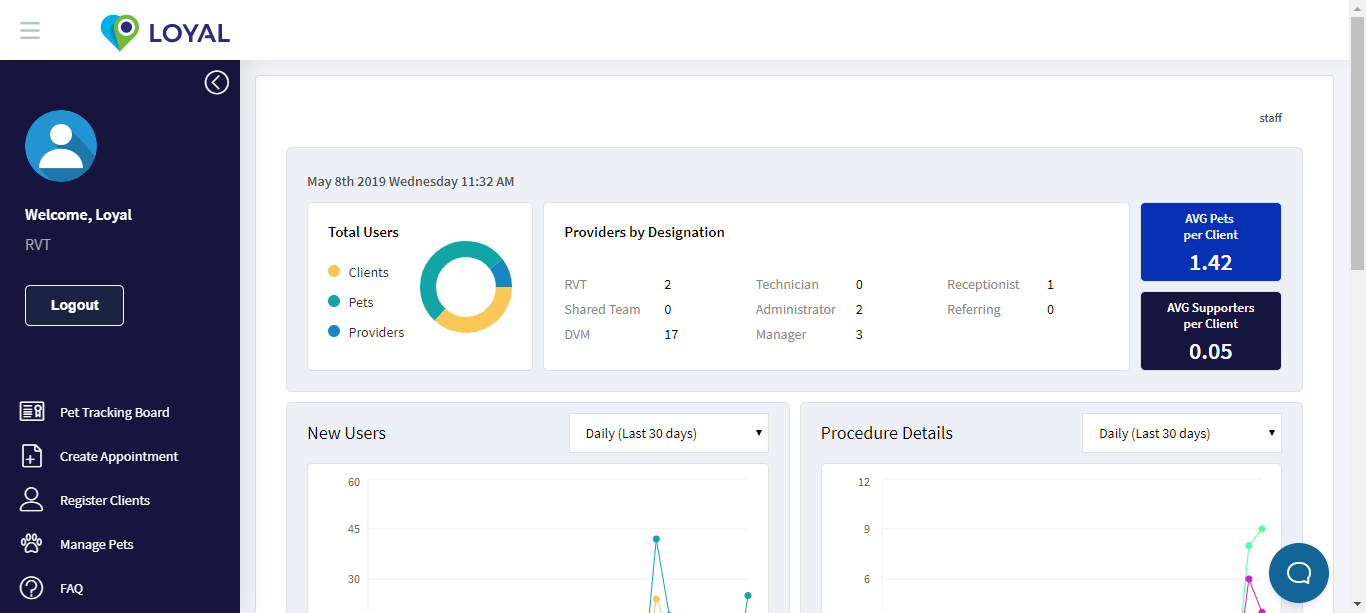 LOYAL
Welcome, Loyal
RVT
Logout
Pet Tracking Board
Create Appointment
Register Clients
Manage Pets
FAQ
staff
May 8th 2019 Wednesday 11:32 AM
Total Users
Clients
Pets
Providers
Providers by Designation
RVT 2 Technician 0 Receptionist 1
Shared Team 0 Administrator 2 Referring 0
DVM 17 Manager 3
AVG Pets
per Client
1.42
AVG Supporters
per Client
0.05
New Users
Daily (Last 30 days)
60
45
30
Procedure Details
Daily (Last 30 days)
12
9
6